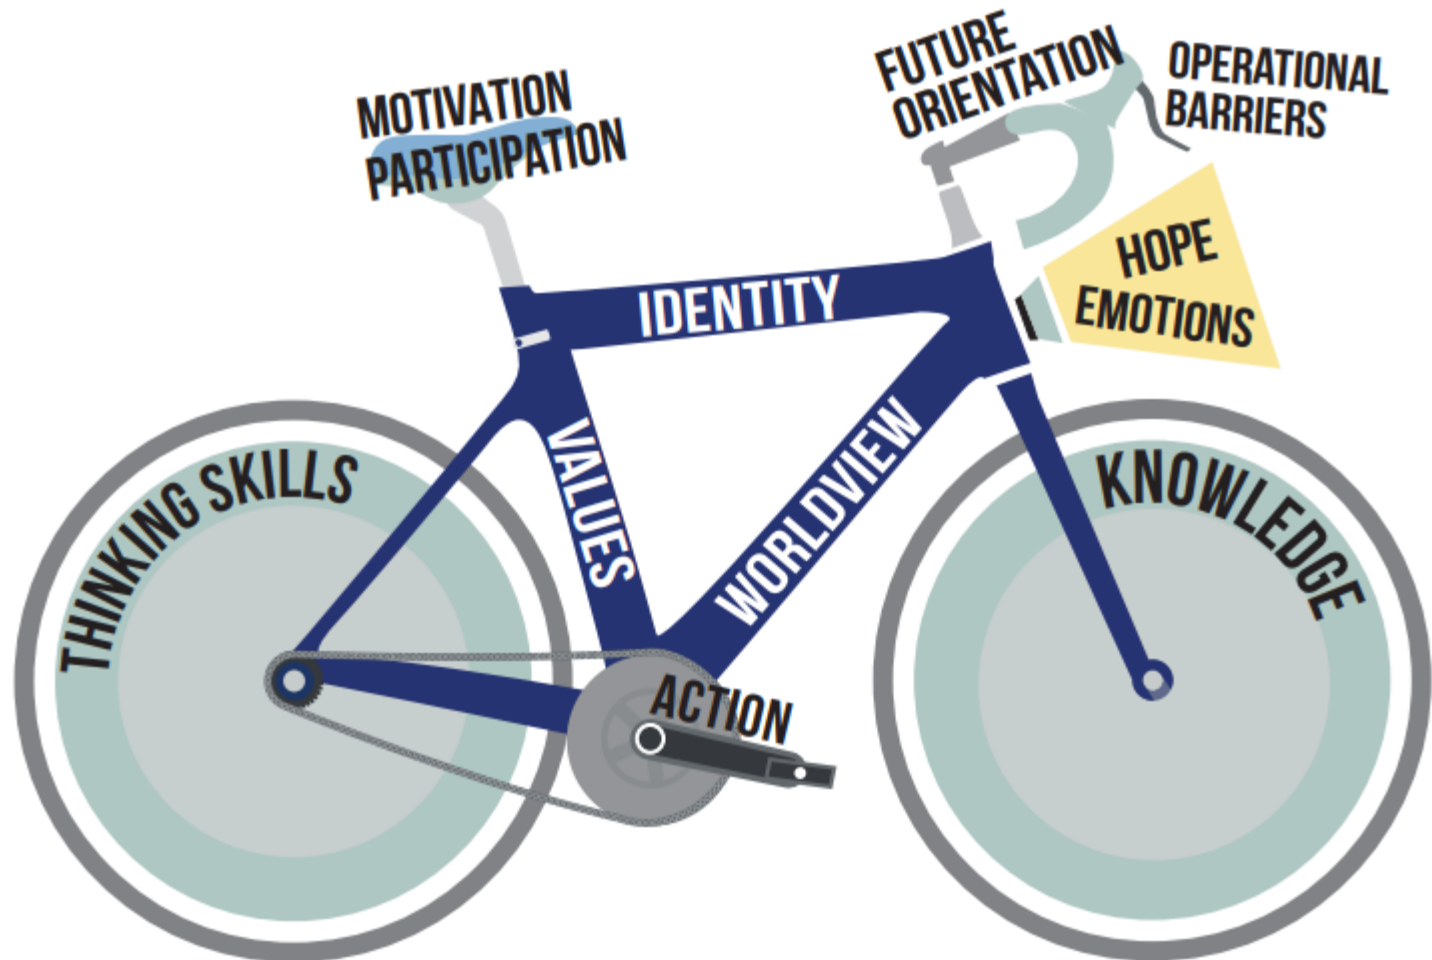 MOTIVATION
PARTICIPATION
FUTURE
ORIENTATION
OPERATIONAL
BARRIERS
HOPE
EMOTIONS
IDENTITY
VALUES
WORLDVIEW
THINKING SKILLS
KNOWLEDGE
ACTION